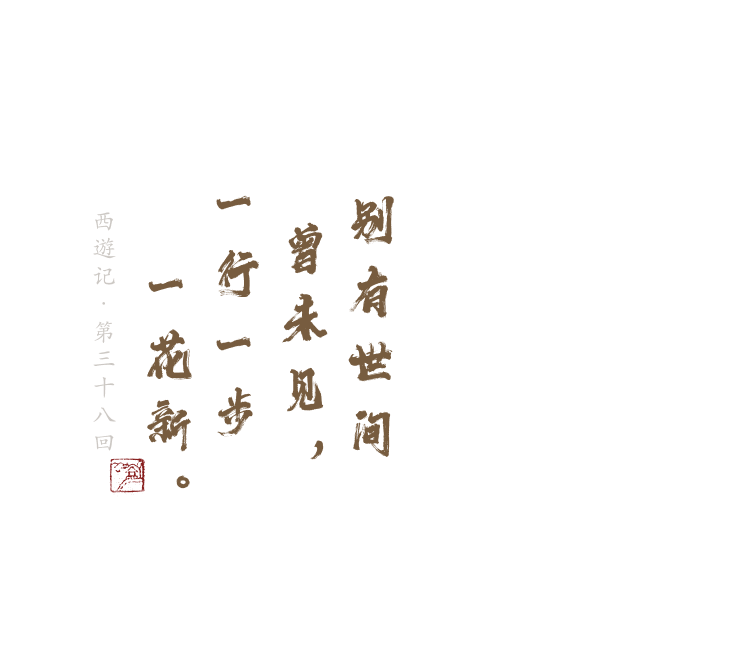 别有世间
曾未见，
一行一步
一花新。
西遊记·第三十八回